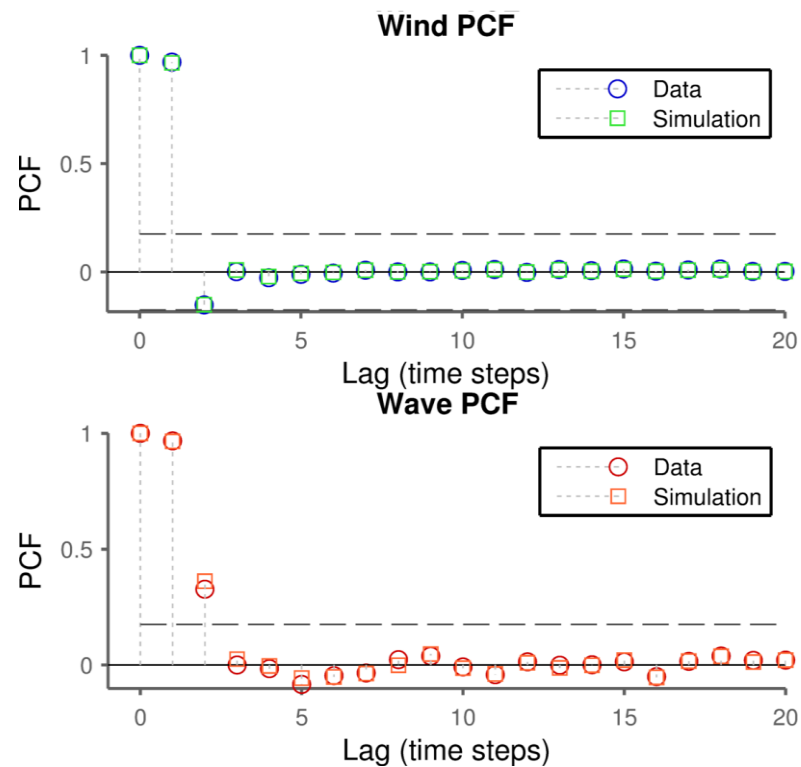 Wind PCF
1
0.5
0
PCF
Data
Simulation
0 5 10 15 20
Lag (time steps)
Wave PCF
1
0.5
0
PCF
Data
Simulation
0 5 10 15 20
Lag (time steps)